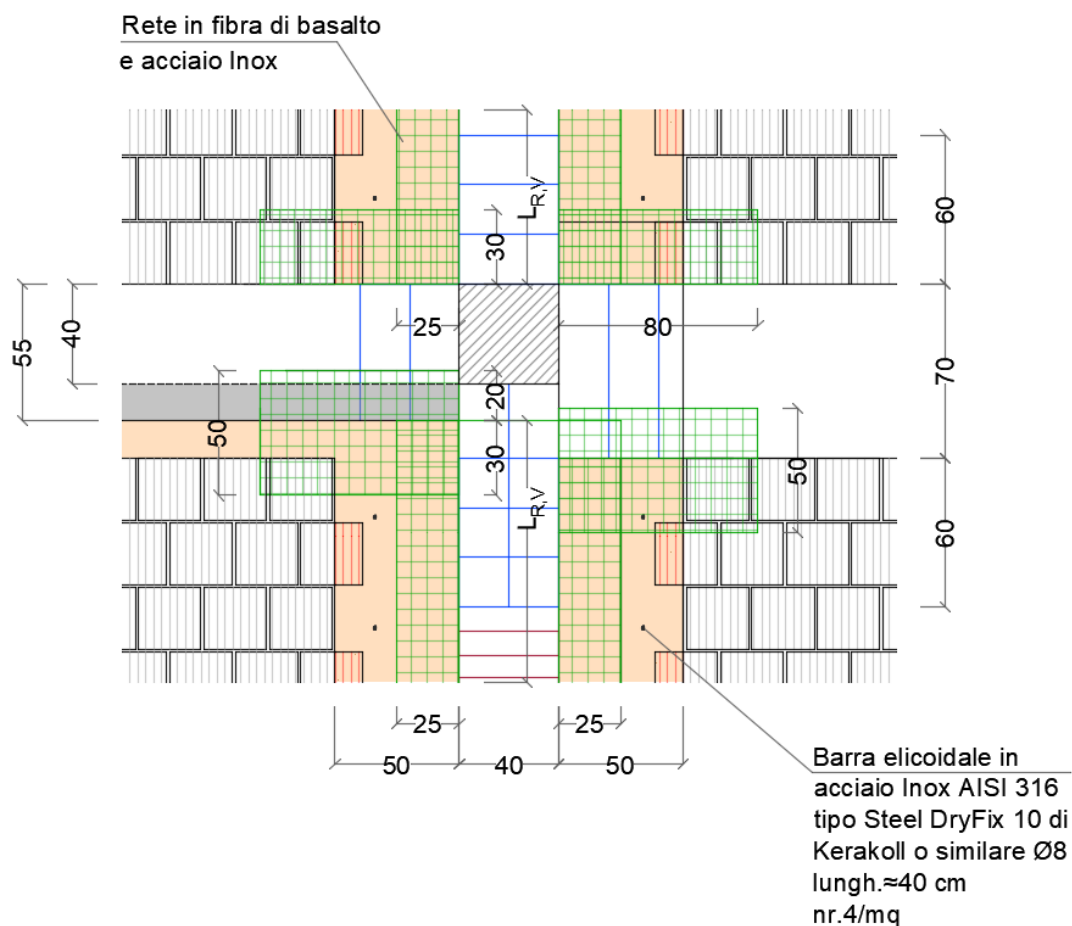 Rete in fibra di basalto
e acciaio Inox
L R,V
60
30
40
55
25
80
70
20
50
30
50
L R,V
60
25
25
50
40
50
Barra elicoidale in
acciaio Inox AISI 316
tipo Steel DryFix 10 di
Kerakoll o similare Ø8
lungh.≈40 cm
nr.4/mq